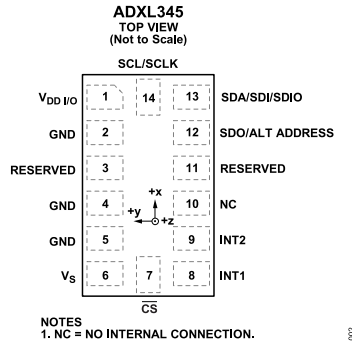 ADXL345
TOP VIEW
(Not to Scale)
SCL/SCLK
VDD I/O 1 14 13 SDA/SDI/SDIO
GND 2 12 SDO/ALT ADDRESS
RESERVED 3 11 RESERVED
GND 4 +x 10 NC
+y +z
GND 5 9 INT2
VS 6 7 8 INT1
CS
NOTES
1. NC = NO INTERNAL CONNECTION.